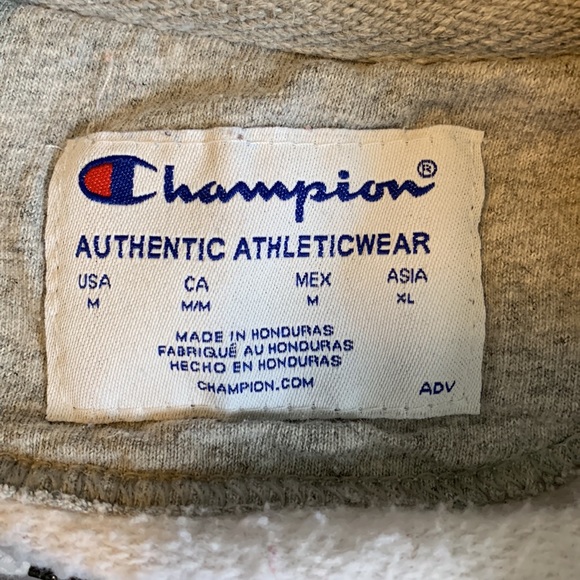 Champion®
AUTHENTIC ATHLETICWEAR
USA CA MEX ASIA
M M/M M XL
MADE IN HONDURAS
FABRIQUÉ AU HONDURAS
HECHO EN HONDURAS
CHAMPION.COM ADV